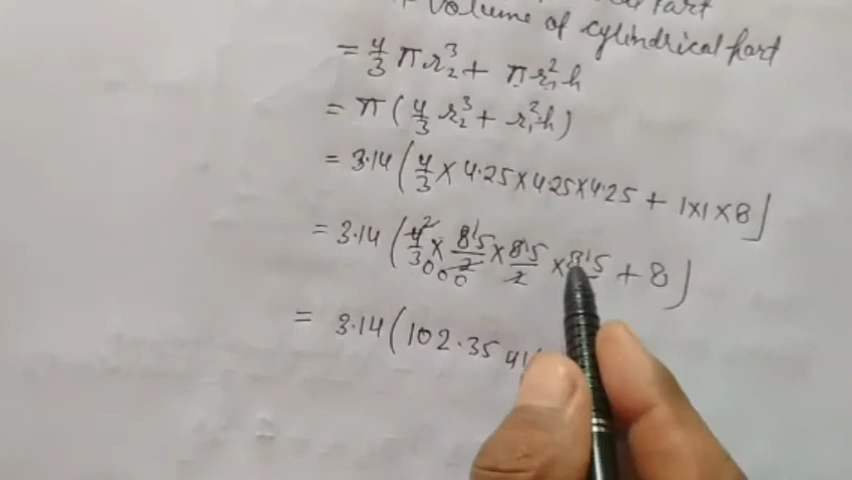 Part
Volume of cylindrical part
= 4/3 π r₂³ + π r₁² h
= π ( 4/3 r₂³ + r₁² h )
= 3.14 ( 4/3 × 4.25 × 4.25 × 4.25 + 1×1×8 ]
= 3.14 ( 4/3 × 8.5/2 × 8.5/2 × 8.5 + 8 ]
= 3.14 ( 102.35 41